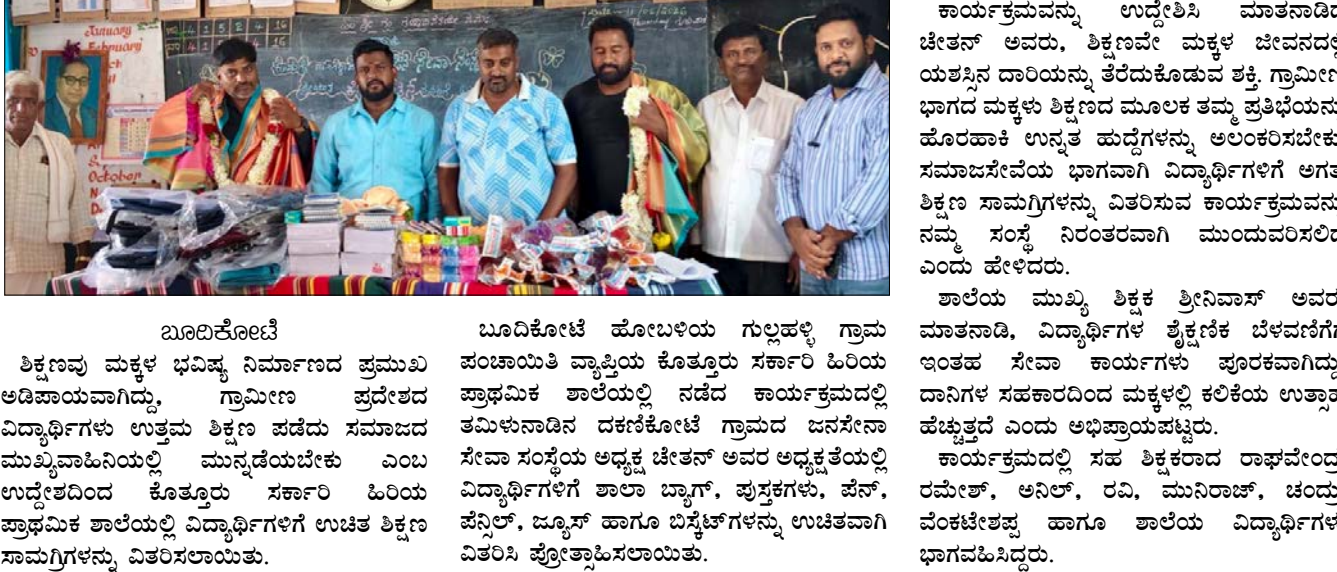 January
February
October
ಬೂದಿಕೋಟೆ
ಶಿಕ್ಷಣವು ಮಕ್ಕಳ ಭವಿಷ್ಯ ನಿರ್ಮಾಣದ ಪ್ರಮುಖ
ಅಡಿಪಾಯವಾಗಿದ್ದು, ಗ್ರಾಮೀಣ ಪ್ರದೇಶದ
ವಿದ್ಯಾರ್ಥಿಗಳು ಉತ್ತಮ ಶಿಕ್ಷಣ ಪಡೆದು ಸಮಾಜದ
ಮುಖ್ಯವಾಹಿನಿಯಲ್ಲಿ ಮುನ್ನಡೆಯಬೇಕು ಎಂಬ
ಉದ್ದೇಶದಿಂದ ಕೊತ್ತೂರು ಸರ್ಕಾರಿ ಹಿರಿಯ
ಪ್ರಾಥಮಿಕ ಶಾಲೆಯಲ್ಲಿ ವಿದ್ಯಾರ್ಥಿಗಳಿಗೆ ಉಚಿತ ಶಿಕ್ಷಣ
ಸಾಮಗ್ರಿಗಳನ್ನು ವಿತರಿಸಲಾಯಿತು.
ಬೂದಿಕೋಟೆ ಹೋಬಳಿಯ ಗುಲ್ಲಹಳ್ಳಿ ಗ್ರಾಮ
ಪಂಚಾಯಿತಿ ವ್ಯಾಪ್ತಿಯ ಕೊತ್ತೂರು ಸರ್ಕಾರಿ ಹಿರಿಯ
ಪ್ರಾಥಮಿಕ ಶಾಲೆಯಲ್ಲಿ ನಡೆದ ಕಾರ್ಯಕ್ರಮದಲ್ಲಿ
ತಮಿಳುನಾಡಿನ ದಕಣಿಕೋಟೆ ಗ್ರಾಮದ ಜನಸೇನಾ
ಸೇವಾ ಸಂಸ್ಥೆಯ ಅಧ್ಯಕ್ಷ ಚೇತನ್ ಅವರ ಅಧ್ಯಕ್ಷತೆಯಲ್ಲಿ
ವಿದ್ಯಾರ್ಥಿಗಳಿಗೆ ಶಾಲಾ ಬ್ಯಾಗ್, ಪುಸ್ತಕಗಳು, ಪೆನ್,
ಪೆನ್ಸಿಲ್, ಜ್ಯೂಸ್ ಹಾಗೂ ಬಿಸ್ಕೆಟ್‌ಗಳನ್ನು ಉಚಿತವಾಗಿ
ವಿತರಿಸಿ ಪ್ರೋತ್ಸಾಹಿಸಲಾಯಿತು.
ಕಾರ್ಯಕ್ರಮವನ್ನು ಉದ್ದೇಶಿಸಿ ಮಾತನಾಡಿದ
ಚೇತನ್ ಅವರು, ಶಿಕ್ಷಣವೇ ಮಕ್ಕಳ ಜೀವನದಲ್ಲಿ
ಯಶಸ್ಸಿನ ದಾರಿಯನ್ನು ತೆರೆದುಕೊಡುವ ಶಕ್ತಿ. ಗ್ರಾಮೀಣ
ಭಾಗದ ಮಕ್ಕಳು ಶಿಕ್ಷಣದ ಮೂಲಕ ತಮ್ಮ ಪ್ರತಿಭೆಯನ್ನು
ಹೊರಹಾಕಿ ಉನ್ನತ ಹುದ್ದೆಗಳನ್ನು ಅಲಂಕರಿಸಬೇಕು
ಸಮಾಜಸೇವೆಯ ಭಾಗವಾಗಿ ವಿದ್ಯಾರ್ಥಿಗಳಿಗೆ ಅಗತ್ಯ
ಶಿಕ್ಷಣ ಸಾಮಗ್ರಿಗಳನ್ನು ವಿತರಿಸುವ ಕಾರ್ಯಕ್ರಮವನ್ನು
ನಮ್ಮ ಸಂಸ್ಥೆ ನಿರಂತರವಾಗಿ ಮುಂದುವರಿಸಲಿದೆ
ಎಂದು ಹೇಳಿದರು.
ಶಾಲೆಯ ಮುಖ್ಯ ಶಿಕ್ಷಕ ಶ್ರೀನಿವಾಸ್ ಅವರು
ಮಾತನಾಡಿ, ವಿದ್ಯಾರ್ಥಿಗಳ ಶೈಕ್ಷಣಿಕ ಬೆಳವಣಿಗೆಗೆ
ಇಂತಹ ಸೇವಾ ಕಾರ್ಯಗಳು ಪೂರಕವಾಗಿದ್ದು
ದಾನಿಗಳ ಸಹಕಾರದಿಂದ ಮಕ್ಕಳಲ್ಲಿ ಕಲಿಕೆಯ ಉತ್ಸಾಹ
ಹೆಚ್ಚುತ್ತದೆ ಎಂದು ಅಭಿಪ್ರಾಯಪಟ್ಟರು.
ಕಾರ್ಯಕ್ರಮದಲ್ಲಿ ಸಹ ಶಿಕ್ಷಕರಾದ ರಾಘವೇಂದ್ರ
ರಮೇಶ್, ಅನಿಲ್, ರವಿ, ಮುನಿರಾಜ್, ಚಂದ್ರು
ವೆಂಕಟೇಶಪ್ಪ ಹಾಗೂ ಶಾಲೆಯ ವಿದ್ಯಾರ್ಥಿಗಳ
ಭಾಗವಹಿಸಿದ್ದರು.